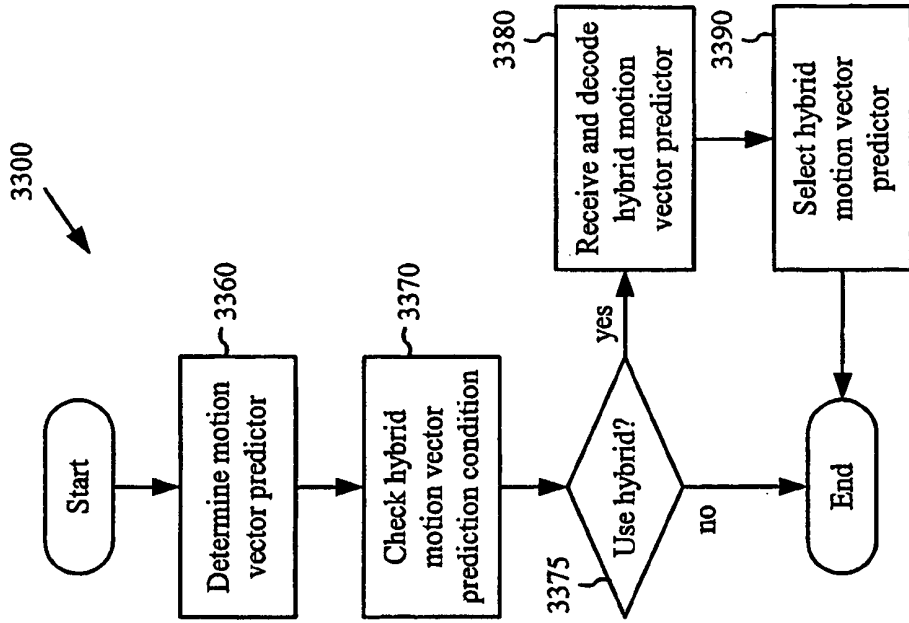 3300
Start
3360
Determine motion
vector predictor
3370
Check hybrid
motion vector
prediction condition
3375
Use hybrid?
yes
no
3380
Receive and decode
hybrid motion
vector predictor
3390
Select hybrid
motion vector
predictor
End